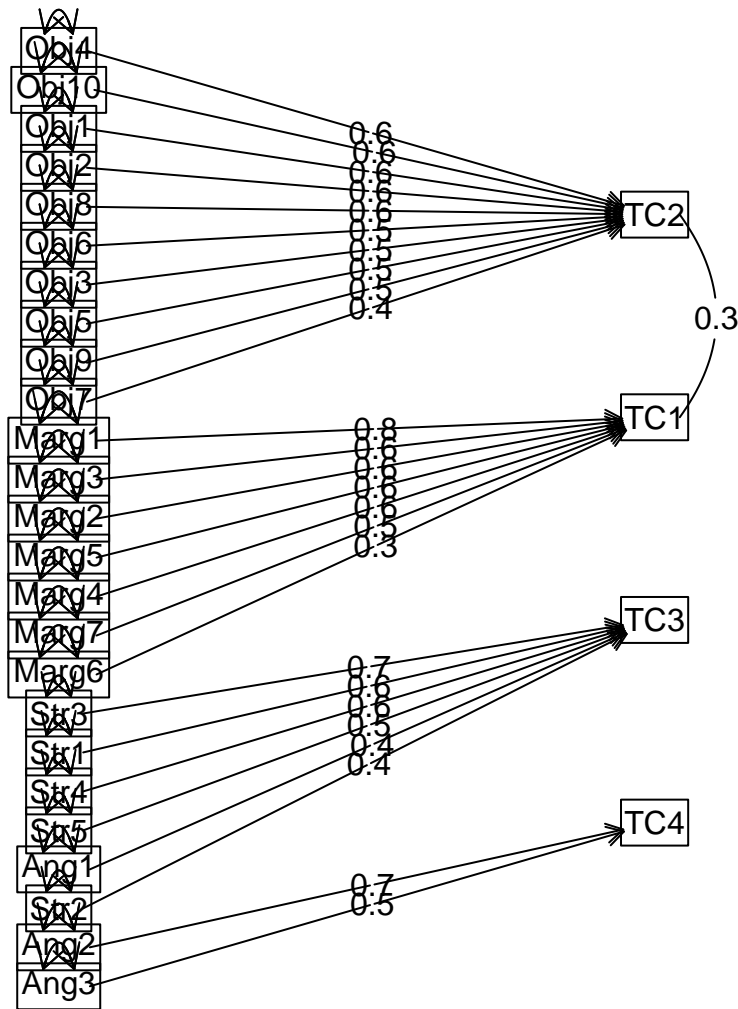 Obj4
Obj10
Obj1
Obj2
Obj8
Obj6
Obj3
Obj5
Obj9
Obj7
Marg1
Marg3
Marg2
Marg5
Marg4
Marg7
Marg6
Str3
Str1
Str4
Str5
Ang1
Str2
Ang2
Ang3
0.6
0.6
0.6
0.6
0.6
0.5
0.5
0.5
0.5
0.4
0.8
0.6
0.6
0.6
0.6
0.5
0.3
0.7
0.6
0.6
0.5
0.4
0.4
0.7
0.5
TC2
TC1
TC3
TC4
0.3